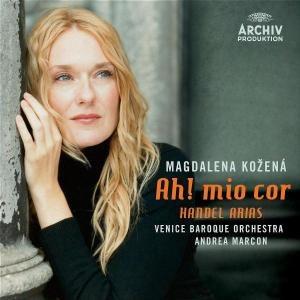 ARCHIV
PRODUKTION
MAGDALENA KOŽENÁ
Ah! mio cor
HANDEL ARIAS
VENICE BAROQUE ORCHESTRA
ANDREA MARCON